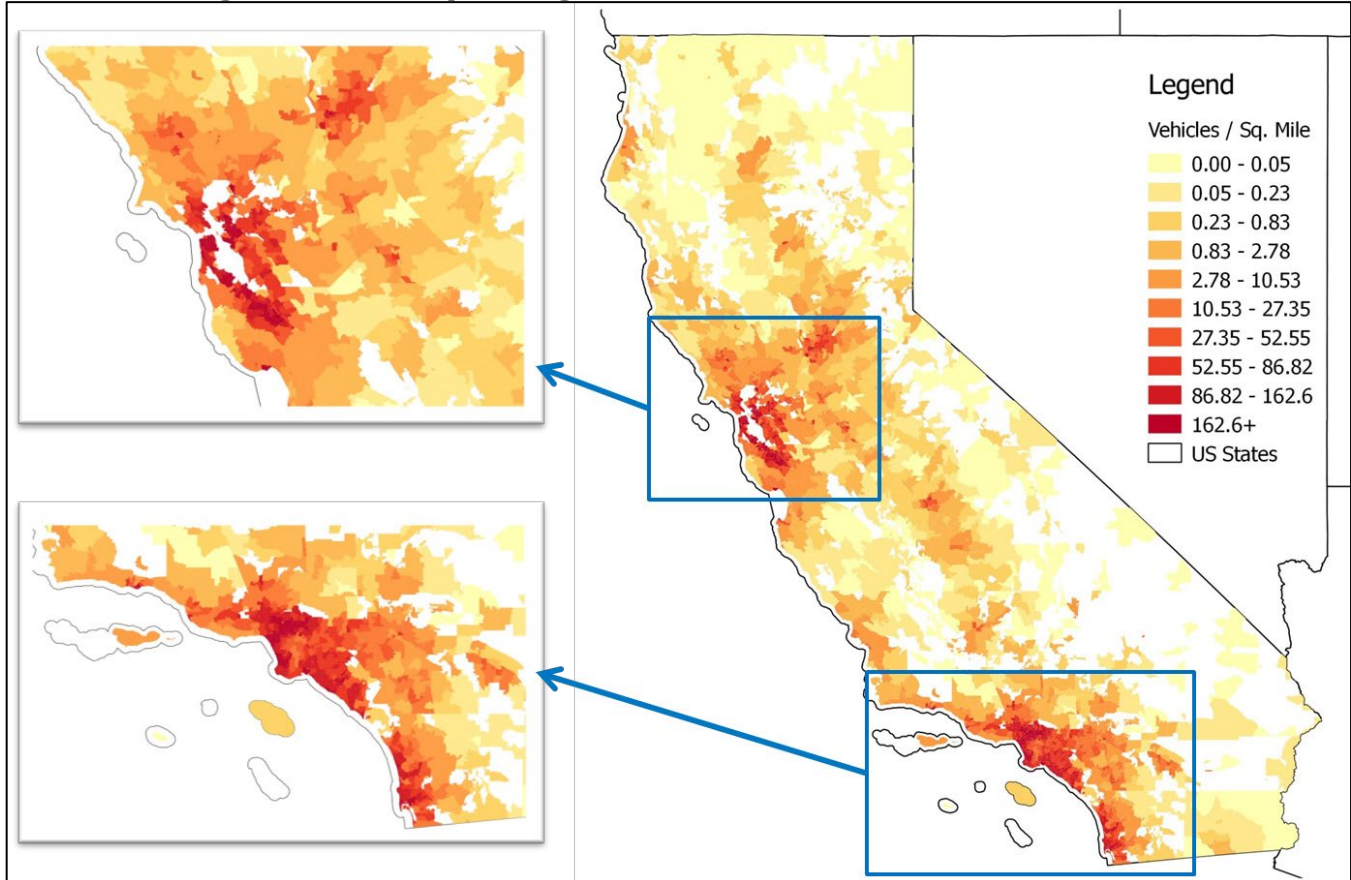 Legend
Vehicles / Sq. Mile
0.00 - 0.05
0.05 - 0.23
0.23 - 0.83
0.83 - 2.78
2.78 - 10.53
10.53 - 27.35
27.35 - 52.55
52.55 - 86.82
86.82 - 162.6
162.6+
US States